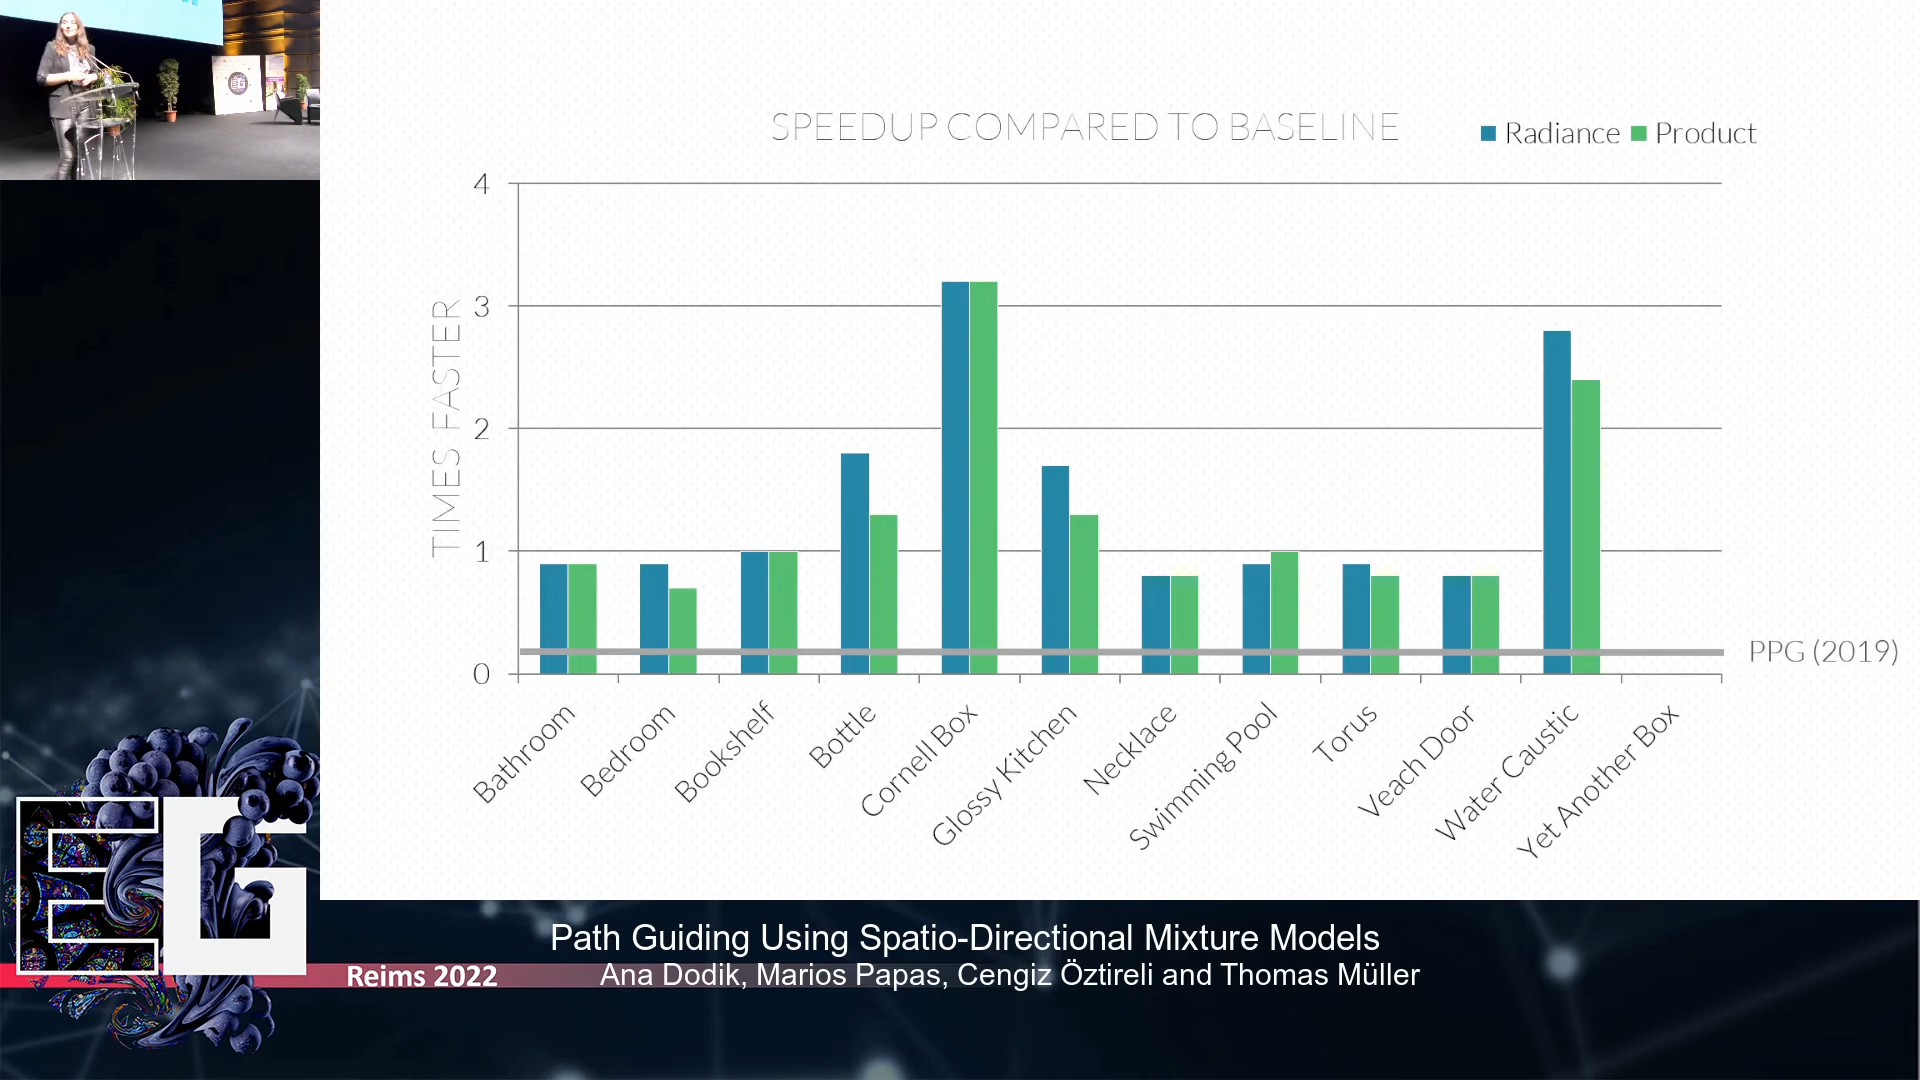 SPEEDUP COMPARED TO BASELINE
Radiance
Product
TIMES FASTER
4
3
2
1
0
PPG (2019)
Bathroom
Bedroom
Bookshelf
Bottle
Cornell Box
Glossy Kitchen
Necklace
Swimming Pool
Torus
Veach Door
Water Caustic
Yet Another Box
EG
Path Guiding Using Spatio-Directional Mixture Models
Reims 2022
Ana Dodik, Marios Papas, Cengiz Öztireli and Thomas Müller